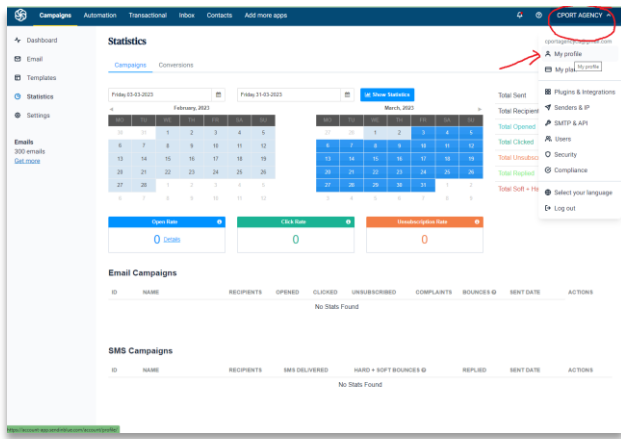 Campaigns Automation Transactional Inbox Contacts Add more apps CPORT AGENCY
Dashboard
Email
Templates
Statistics
Settings
Emails
300 emails
Get more
Statistics
Campaigns Conversions
Friday, 03-03-2023 Friday, 31-03-2023 Show Statistics
February, 2023 March, 2023
MO TU WE TH FR SA SU MO TU WE TH FR SA SU
30 31 1 2 3 4 5 27 28 1 2 3 4 5
6 7 8 9 10 11 12 6 7 8 9 10 11 12
13 14 15 16 17 18 19 13 14 15 16 17 18 19
20 21 22 23 24 25 26 20 21 22 23 24 25 26
27 28 1 2 3 4 5 27 28 29 30 31 1 2
6 7 8 9 10 11 12 3 4 5 6 7 8 9
Total Sent
Total Recipient
Total Opened
Total Clicked
Total Unsubsc
Total Replied
Total Soft + Ha
My profile
My pla
My profile
Plugins & Integrations
Senders & IP
SMTP & API
Users
Security
Compliance
Select your language
Log out
Open Rate Click Rate Unsubscription Rate
0 Details 0 0
Email Campaigns
ID NAME RECIPIENTS OPENED CLICKED UNSUBSCRIBED COMPLAINTS BOUNCES SENT DATE ACTIONS
No Stats Found
SMS Campaigns
ID NAME RECIPIENTS SMS DELIVERED HARD + SOFT BOUNCES REPLIED SENT DATE ACTIONS
No Stats Found
https://account-app.sendinblue.com/account/profile/